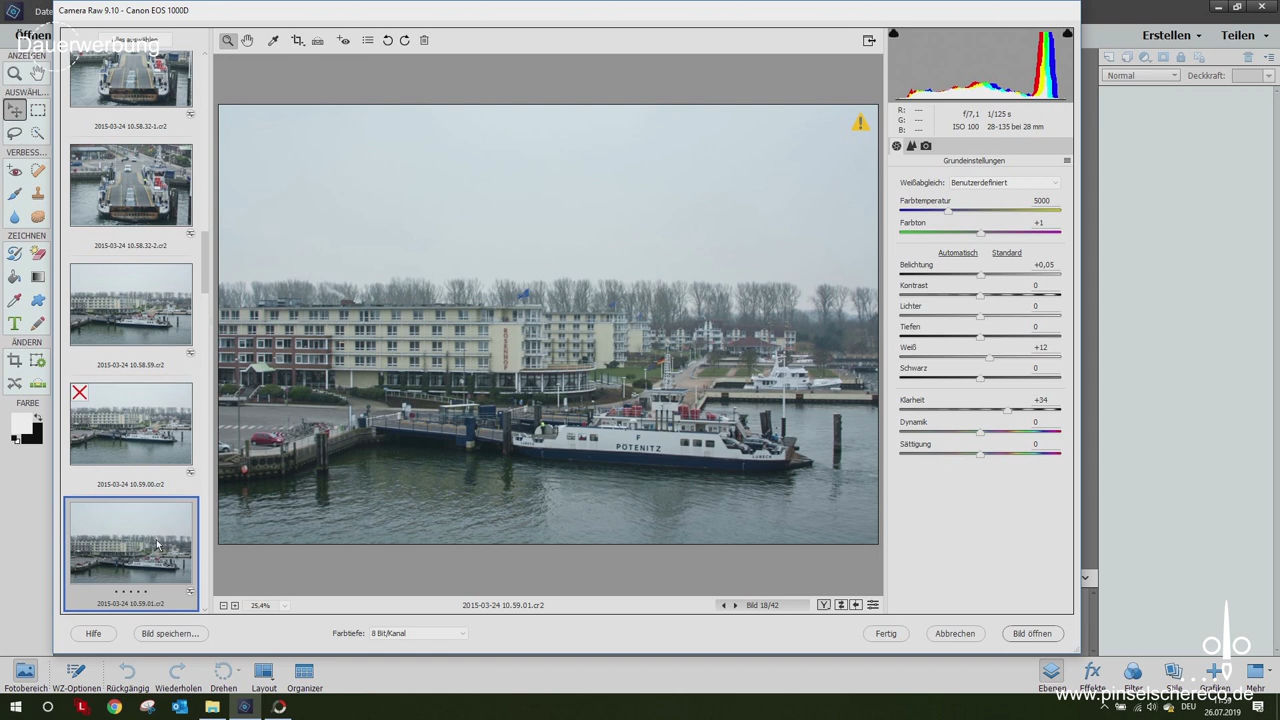 Camera Raw 9.10 - Canon EOS 1000D
Öffnen
Dauerwerbung
Erstellen
Teilen
ANZEIGEN
AUSWÄHL...
VERBESS...
ZEICHNEN
ÄNDERN
FARBE
Normal
Deckkraft:
2015-03-24 10.58.32-1.cr2
2015-03-24 10.58.32-2.cr2
2015-03-24 10.58.59.cr2
2015-03-24 10.59.00.cr2
2015-03-24 10.59.01.cr2
ROSENHOF
F
POTENITZ
LÜBECK
R: ---
G: ---
B: ---
f/7,1 1/125 s
ISO 100 28-135 bei 28 mm
Grundeinstellungen
Weißabgleich: Benutzerdefiniert
Farbtemperatur 5000
Farbton +1
Automatisch Standard
Belichtung +0,05
Kontrast 0
Lichter 0
Tiefen 0
Weiß +12
Schwarz 0
Klarheit +34
Dynamik 0
Sättigung 0
25,4%
2015-03-24 10.59.01.cr2
Bild 18/42
Hilfe
Bild speichern...
Farbtiefe: 8 Bit/Kanal
Fertig
Abbrechen
Bild öffnen
Fotobereich
WZ-Optionen
Rückgängig
Wiederholen
Drehen
Layout
Organizer
Ebenen
Effekte
Filter
Stile
Grafiken
Mehr
www.pinselschereco.de
DEU
11:59
26.07.2019